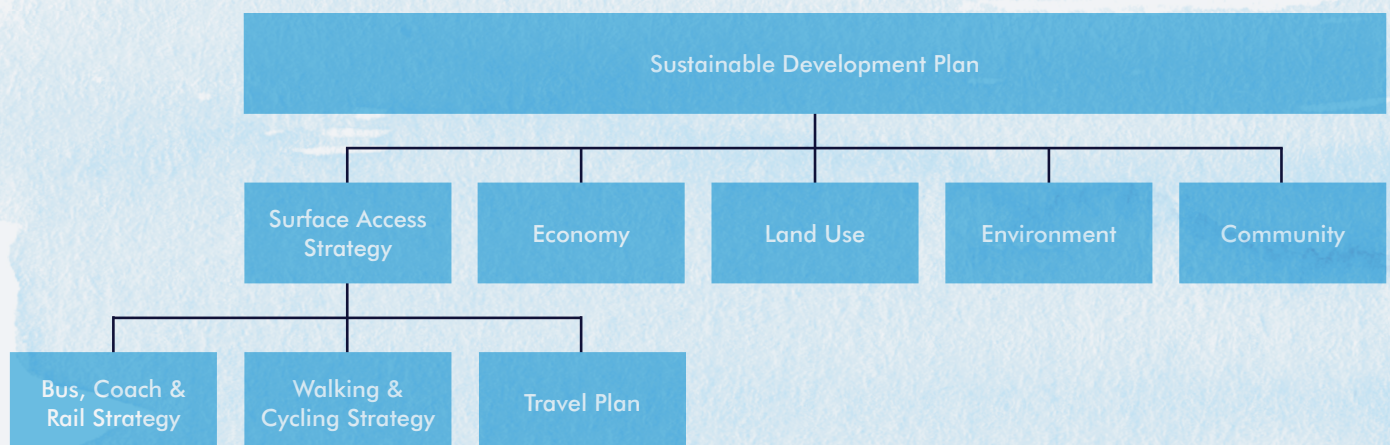 Sustainable Development Plan
Surface Access
Strategy
Economy
Land Use
Environment
Community
Bus, Coach &
Rail Strategy
Walking &
Cycling Strategy
Travel Plan